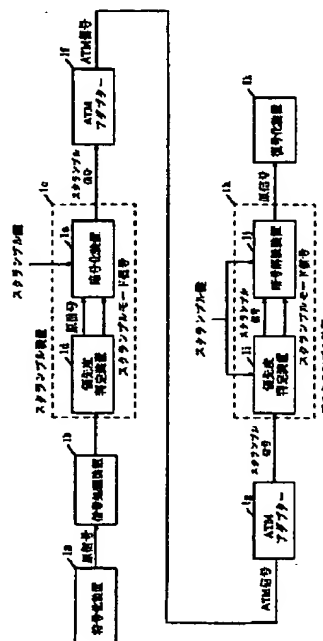 スクランブル鍵
スクランブル装置
1c
1a
符号化装置
原信号
1b
信号処理装置
1d
優先度
判定装置
原信号
スクランブルモード信号
1e
暗号化装置
スクランブル
信号
1f
ATM
アダプター
ATM信号
ATM信号
1g
ATM
アダプター
スクランブル
信号
スクランブル鍵
1h
1i
優先度
判定装置
スクランブル
信号
スクランブルモード信号
1j
暗号解読装置
原信号
1k
復号化装置